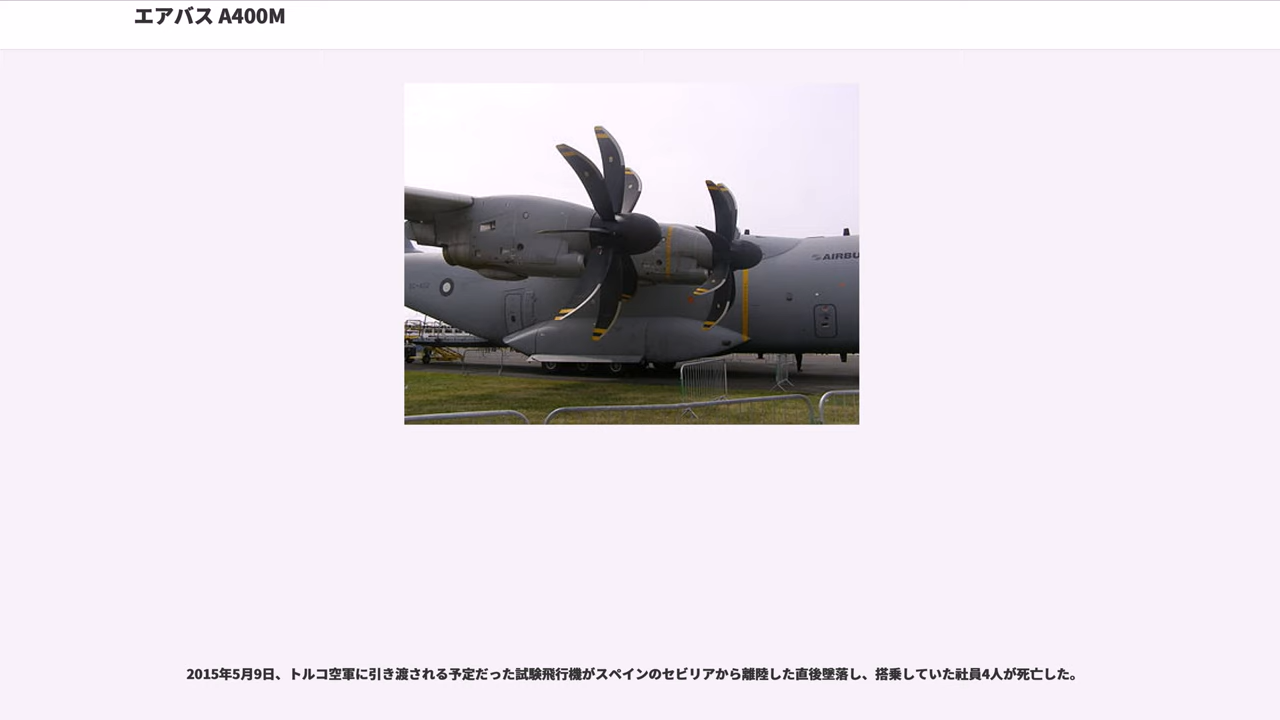 エアバス A400M
AIRBU
2015年5月9日、トルコ空軍に引き渡される予定だった試験飛行機がスペインのセビリアから離陸した直後墜落し、搭乗していた社員4人が死亡した。